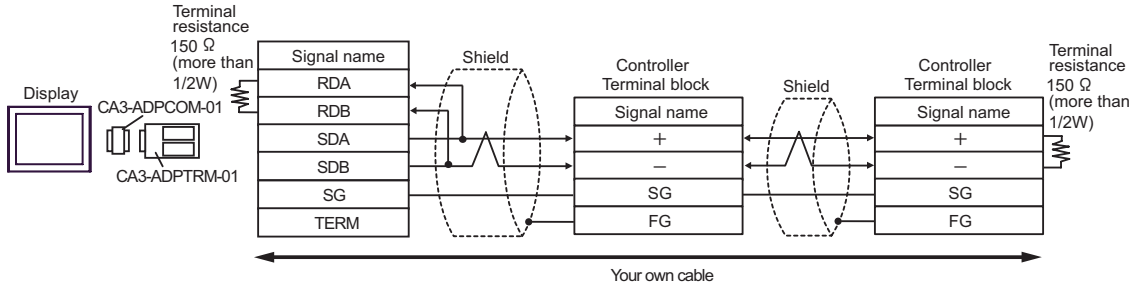 Terminal
resistance
150 Ω
(more than
1/2W)
Display
CA3-ADPCOM-01
CA3-ADPTRM-01
Signal name
RDA
RDB
SDA
SDB
SG
TERM
Shield
Controller
Terminal block
Signal name
+
−
SG
FG
Shield
Controller
Terminal block
Signal name
+
−
SG
FG
Terminal
resistance
150 Ω
(more than
1/2W)
Your own cable